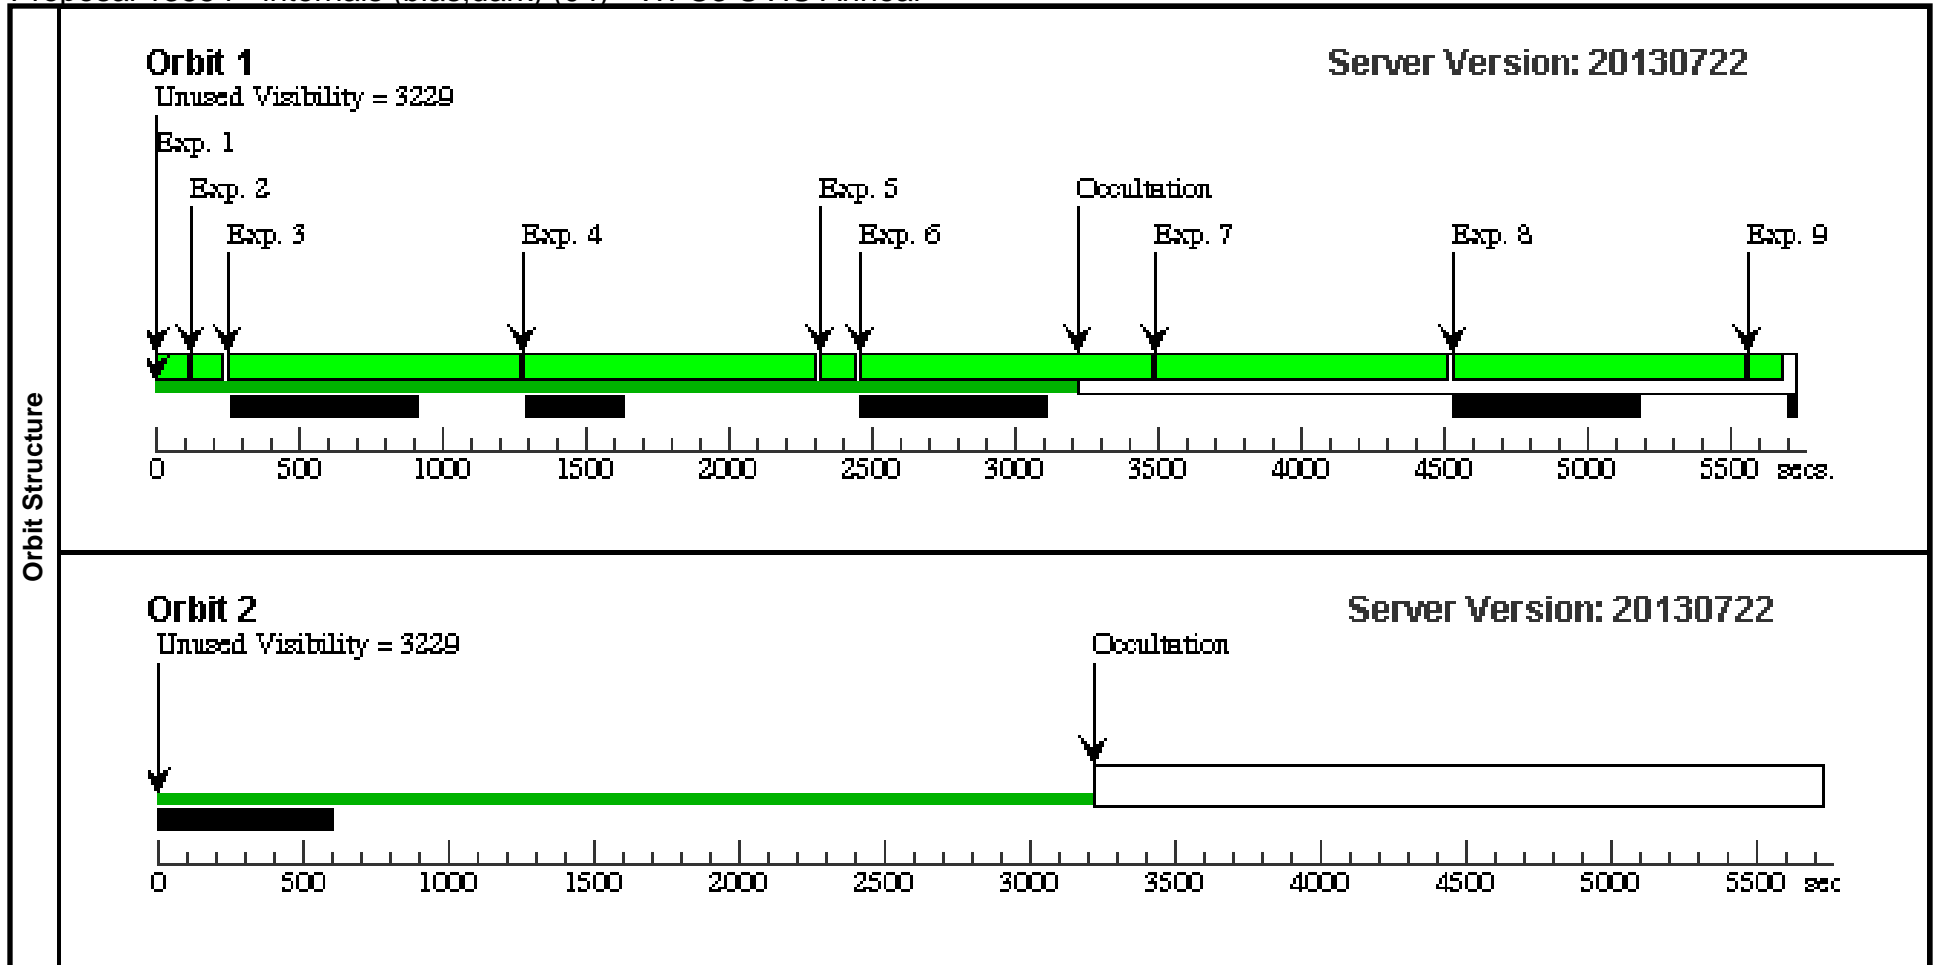 Orbit Structure
Orbit 1
Server Version: 20130722
Unused Visibility = 3229
Exp. 1
Exp. 2 Exp. 5 Occultation
Exp. 3 Exp. 4 Exp. 6 Exp. 7 Exp. 8 Exp. 9
0 500 1000 1500 2000 2500 3000 3500 4000 4500 5000 5500 secs.
Orbit 2
Server Version: 20130722
Unused Visibility = 3229 Occultation
0 500 1000 1500 2000 2500 3000 3500 4000 4500 5000 5500 sec